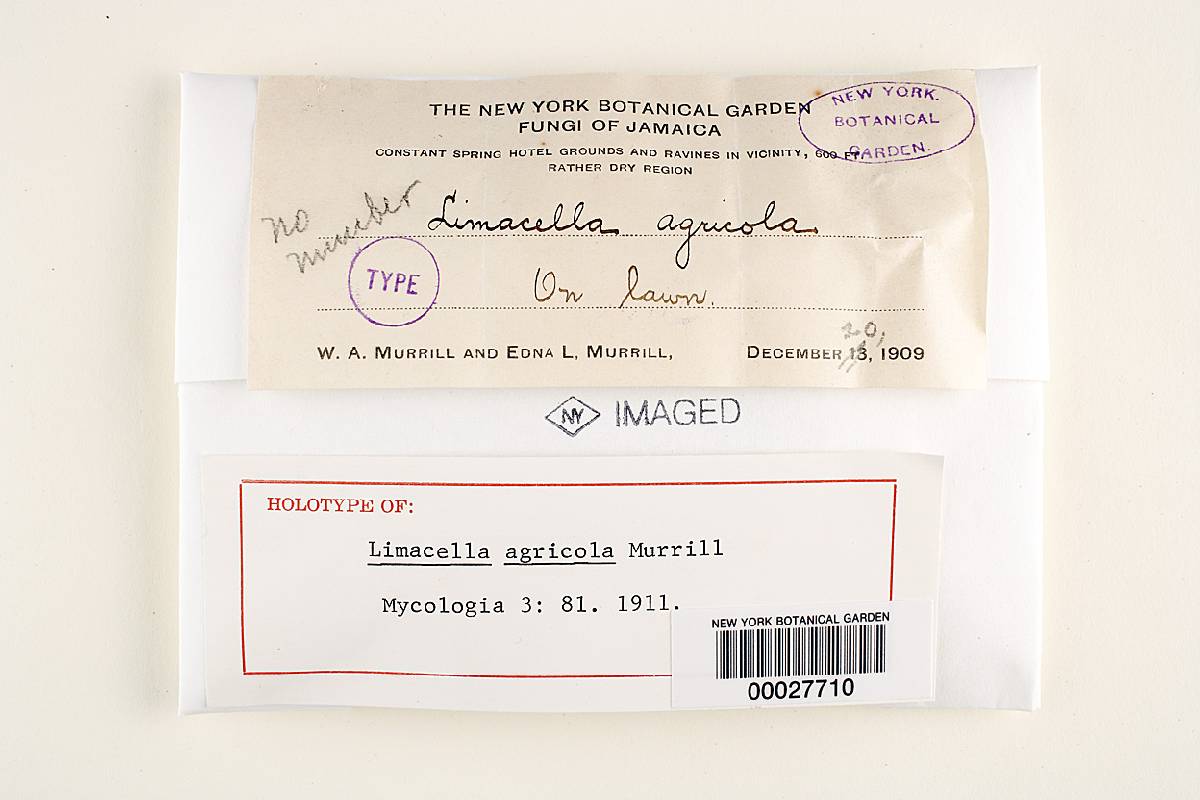 THE NEW YORK BOTANICAL GARDEN
FUNGI OF JAMAICA
NEW YORK.
BOTANICAL
GARDEN.
CONSTANT SPRING HOTEL GROUNDS AND RAVINES IN VICINITY, 600 FT.
RATHER DRY REGION
no
number
Limacella agricola
TYPE
On lawn.
20,
W. A. MURRILL AND EDNA L, MURRILL,
DECEMBER 13, 1909
NY IMAGED
HOLOTYPE OF:
Limacella agricola Murrill
Mycologia 3: 81. 1911.
NEW YORK BOTANICAL GARDEN
00027710